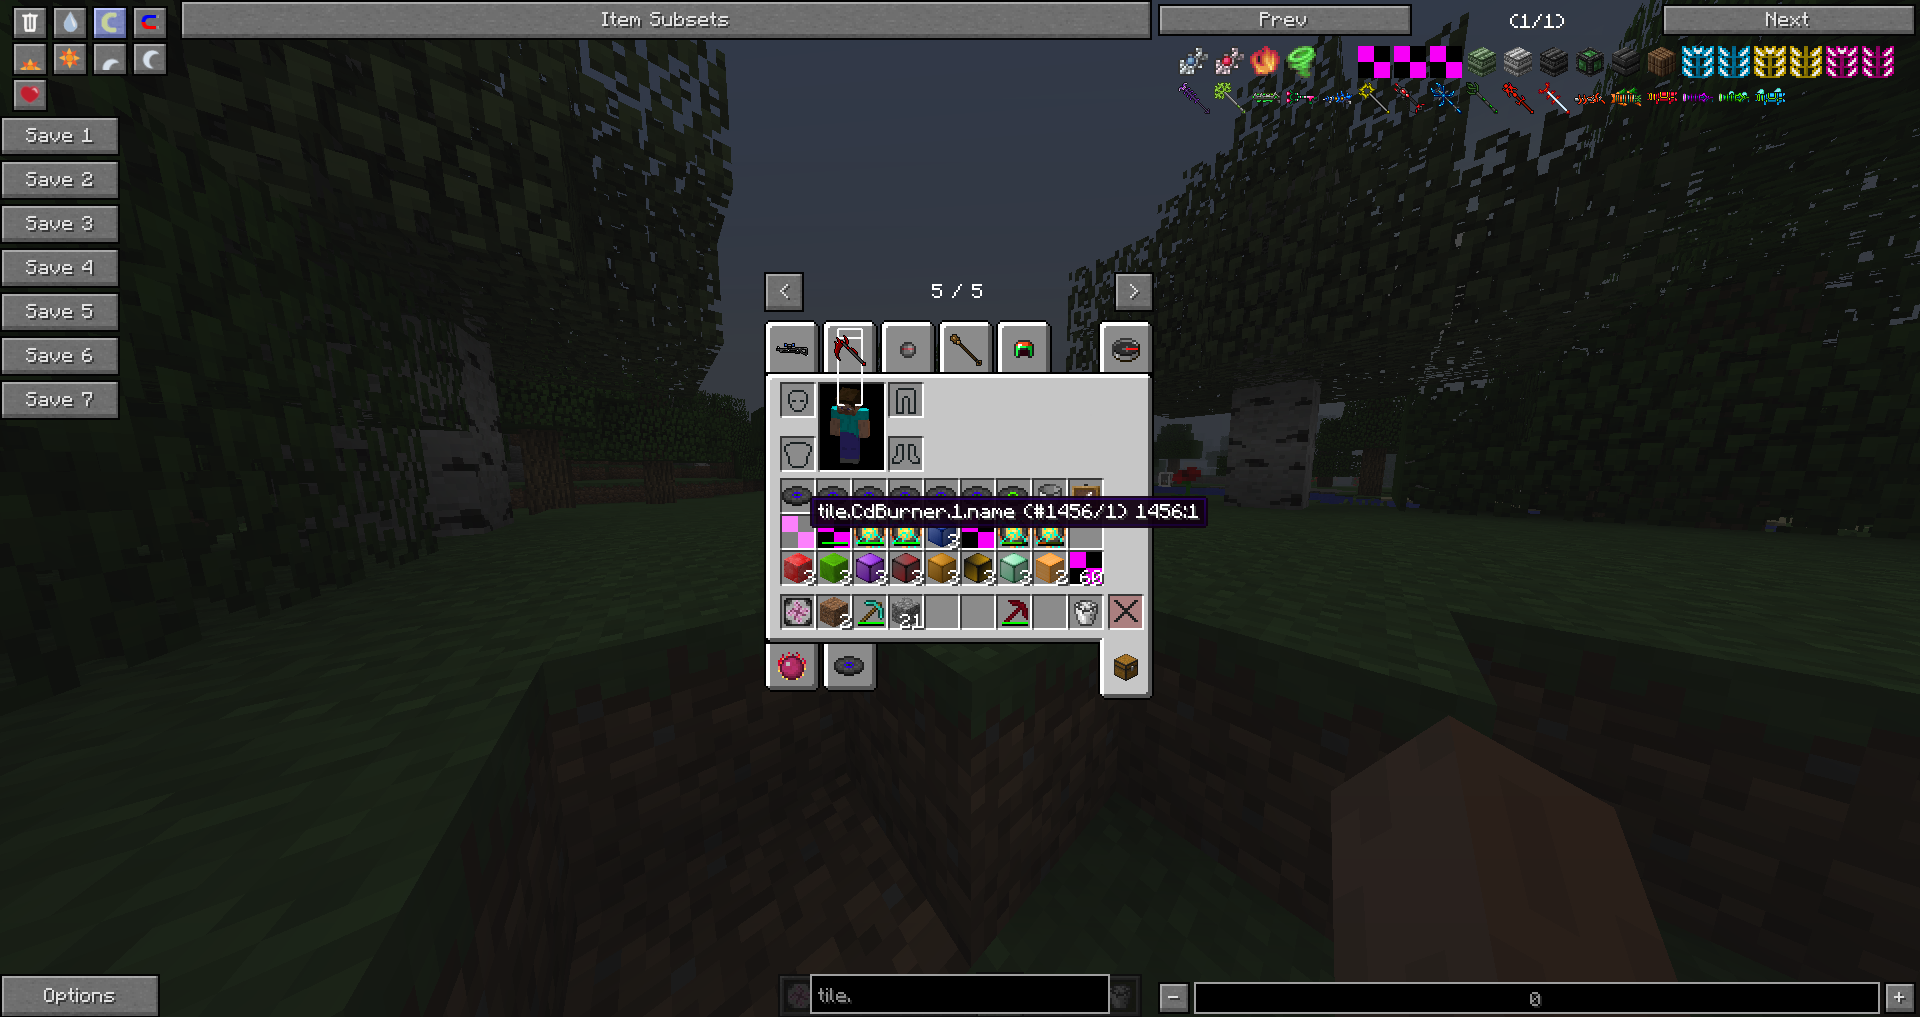 Item Subsets
Prev
(1/1)
Next
Save 1
Save 2
Save 3
Save 4
Save 5
Save 6
Save 7
<
5 / 5
>
tile.CdBurner.1.name (#1456/1) 1456:1
3
3
3
3
3
3
3
3
2
60
2
21
Options
tile.
-
0
+